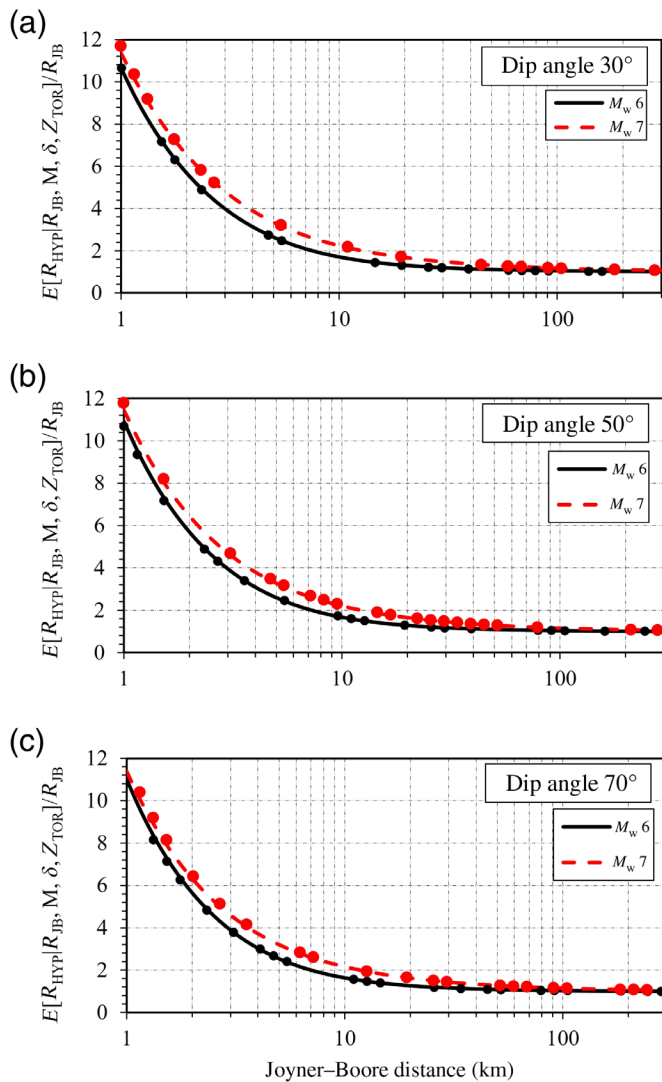 (a)
E[R_HYP|R_JB, M, δ, Z_TOR]/R_JB
12
10
8
6
4
2
0
Dip angle 30°
M_w 6
M_w 7
1
10
100
(b)
E[R_HYP|R_JB, M, δ, Z_TOR]/R_JB
12
10
8
6
4
2
0
Dip angle 50°
M_w 6
M_w 7
1
10
100
(c)
E[R_HYP|R_JB, M, δ, Z_TOR]/R_JB
12
10
8
6
4
2
0
Dip angle 70°
M_w 6
M_w 7
1
10
100
Joyner–Boore distance (km)